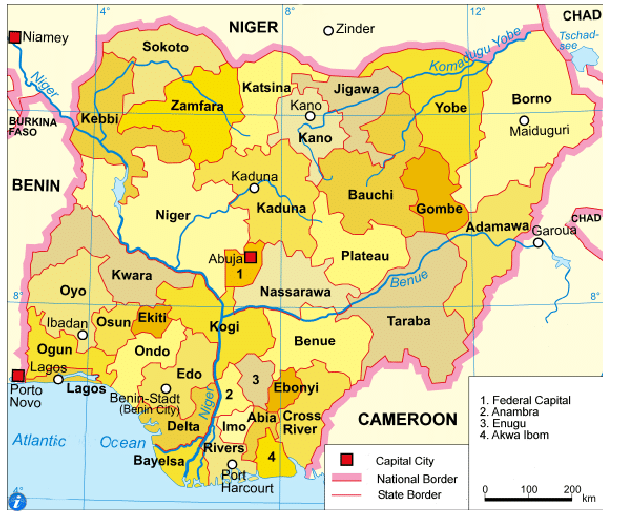 NIGER
CHAD
Niamey
Zinder
12°
8°
Tschad-
see
Sokoto
Komadugu Yobe
Niger
Katsina
Jigawa
Zamfara
Kano
Yobe
Borno
Kebbi
BURKINA
FASO
Kano
Maiduguri
BENIN
Kaduna
Bauchi
Niger
Kaduna
Gombe
Adamawa
CHAD
Garoua
Abuja
1
Plateau
Kwara
Nassarawa
Benue
Oyo
8°
8°
Ibadan
Osun
Ekiti
Kogi
Taraba
Benue
Ogun
Ondo
Lagos
Edo
Lagos
Porto
Novo
2
3
Ebonyi
Benin-Stadt
(Benin City)
Niger
Abia
Cross
River
CAMEROON
Delta
Imo
Atlantic Ocean
Rivers
4
Bayelsa
Port
Harcourt
4°
4°
12°
1. Federal Capital
2. Anambra
3. Enugu
4. Akwa Ibom
Capital City
National Border
State Border
0 100 200
km
i